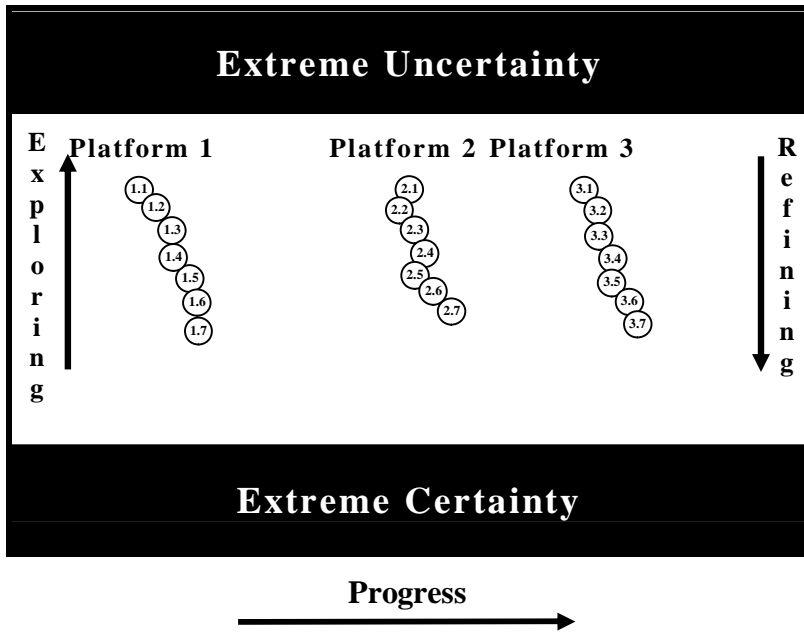 Extreme Uncertainty
Exploring
Platform 1
Platform 2
Platform 3
Refining
1.1
1.2
1.3
1.4
1.5
1.6
1.7
2.1
2.2
2.3
2.4
2.5
2.6
2.7
3.1
3.2
3.3
3.4
3.5
3.6
3.7
Extreme Certainty
Progress